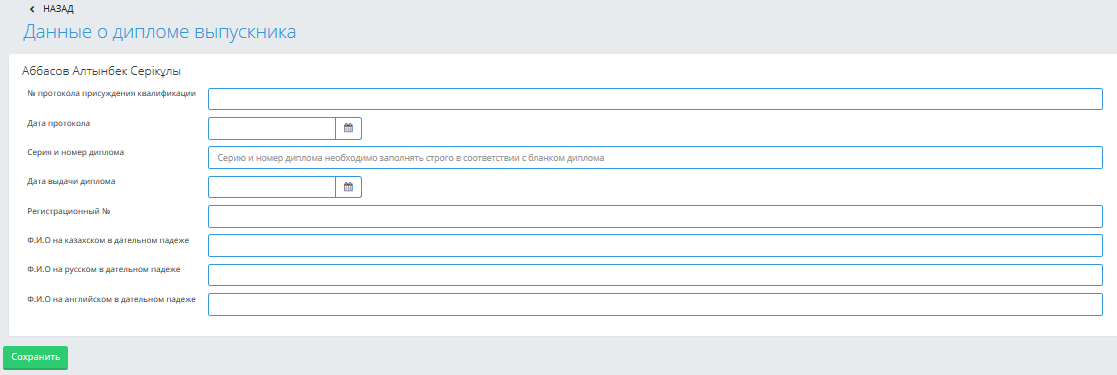 НАЗАД
Данные о дипломе выпускника
Аббасов Алтынбек Серікұлы
№ протокола присуждения квалификации
Дата протокола
Серия и номер диплома
Серию и номер диплома необходимо заполнять строго в соответствии с бланком диплома
Дата выдачи диплома
Регистрационный №
Ф.И.О на казахском в дательном падеже
Ф.И.О на русском в дательном падеже
Ф.И.О на английском в дательном падеже
Сохранить